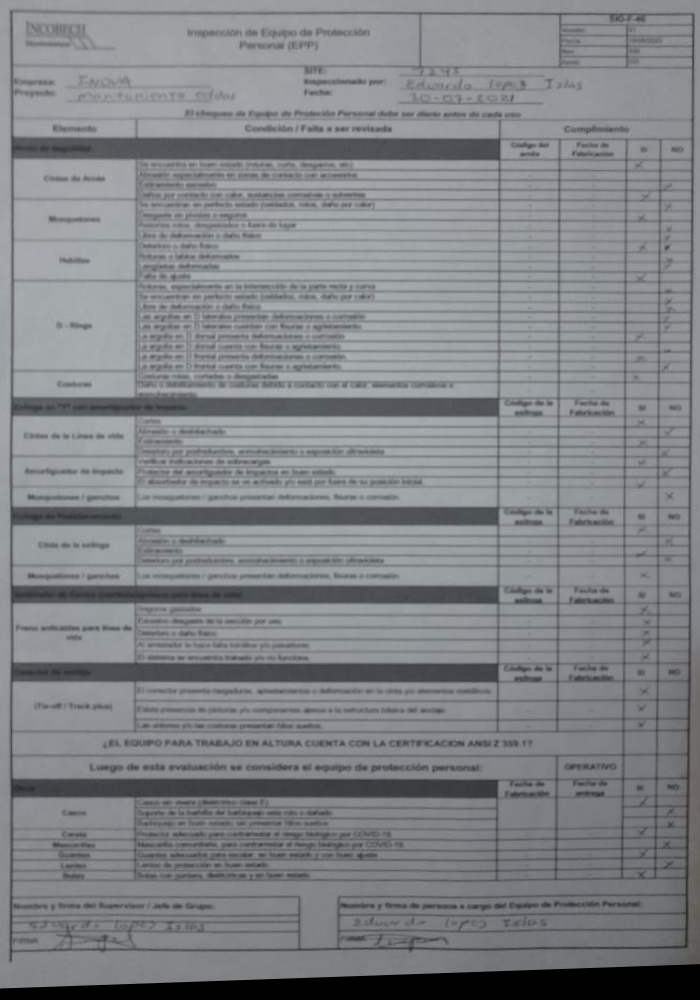 INCOBECH
Inspección de Equipo de Protección
Personal (EPP)
SIG-F-46
Empresa: INOVA
Proyecto: mantenimiento
SITE: 7245
Inspeccionado por: Eduardo lopez Islas
Fecha: 30-07-2021
El chequeo de Equipo de Protección Personal debe ser diario antes de cada uso
Elemento Condición / Falta a ser revisada Cumplimiento
Arnés de Seguridad Código del arnés Fecha de Fabricación SI NO
Cintas de Arnés
Se encuentra en buen estado (roturas, corte, desgarros, etc)
Abrasión especialmente en zonas de contacto con accesorios
Estiramiento excesivo
Daños por contacto con calor, sustancias corrosivas o solventes
Mosquetones
Se encuentran en perfecto estado (soldados, rotos, daño por calor)
Desgaste en pivotes o seguros
Resortes rotos, desgastados o fuera de lugar
Libre de deformación o daño físico
Hebillas
Deterioro o daño físico
Roturas o lados deformados
Lengüetas deformadas
Falta de ajuste
D - Rings
Roturas, especialmente en la intersección de la parte recta y curva
Se encuentran en perfecto estado (soldados, rotos, daño por calor)
Libre de deformación o daño físico
Las argollas en D laterales presentan deformaciones o corrosión
Las argollas en D laterales cuentan con fisuras o agrietamiento.
La argolla en D dorsal presenta deformaciones o corrosión
La argolla en D dorsal cuenta con fisuras o agrietamiento.
La argolla en D frontal presenta deformaciones o corrosión.
La argolla en D frontal cuenta con fisuras o agrietamiento.
Costuras
Costuras rotas, cortadas o desgastadas
Daño o debilitamiento de costuras debido a contacto con el calor, elementos corrosivos o
Eslinga en "Y" con amortiguador de impacto Código de la eslinga Fecha de Fabricación SI NO
Cintas de la Línea de vida
Cortes
Abrasión o deshilachado
Estiramiento
Deterioro por podredumbre, enmohecimiento o exposición ultravioleta
Amortiguador de impacto
Verificar indicaciones de sobrecargas
Protector del amortiguador de impactos en buen estado
El absorbedor de impacto se ve activado y/o está por fuera de su posición inicial.
Mosquetones / ganchos Los mosquetones / ganchos presentan deformaciones, fisuras o corrosión.
Eslinga de Posicionamiento Código de la eslinga Fecha de Fabricación SI NO
Cinta de la eslinga
Cortes
Abrasión o deshilachado
Estiramiento
Deterioro por podredumbre, enmohecimiento o exposición ultravioleta
Mosquetones / ganchos Los mosquetones / ganchos presentan deformaciones, fisuras o corrosión.
Código de la eslinga Fecha de Fabricación SI NO
Freno anticaídas para línea de vida
Seguros gastados
Excesivo desgaste de la sección por uso
Deterioro o daño físico
Al arrestador le hace falta tornillos y/o pasadores.
El sistema se encuentra trabado y/o no funciona.
Conector de anclaje Código de la eslinga Fecha de Fabricación SI NO
(Tie-off / Track plus)
El conector presenta rasgaduras, aplastamientos o deformación en la cinta y/o elementos metálicos.
Existe presencia de pinturas y/o componentes ajenos a la estructura básica del anclaje
Las uniones y/o las costuras presentan hilos sueltos.
¿EL EQUIPO PARA TRABAJO EN ALTURA CUENTA CON LA CERTIFICACION ANSI Z 359.1?
Luego de esta evaluación se considera el equipo de protección personal: OPERATIVO
Otros Fecha de Fabricación Fecha de entrega SI NO
Casco
Casco sin visera (dieléctrico clase E)
Soporte de la barbilla del barbiquejo esta roto o dañado
Barbiquejo en buen estado, sin presentar hilos sueltos
Careta Protector adecuado para contrarrestar el riesgo biológico por COVID-19.
Mascarillas Mascarilla comunitaria, para contrarrestar el riesgo biológico por COVID-19.
Guantes Guantes adecuados para escalar, en buen estado y con buen ajuste
Lentes Lentes de protección en buen estado
Botas Botas con puntera, dieléctricas y en buen estado
Nombre y firma del Supervisor / Jefe de Grupo:
Eduardo lopez Islas
FIRMA
Nombre y firma de persona a cargo del Equipo de Protección Personal:
Eduardo lopez Islas
FIRMA